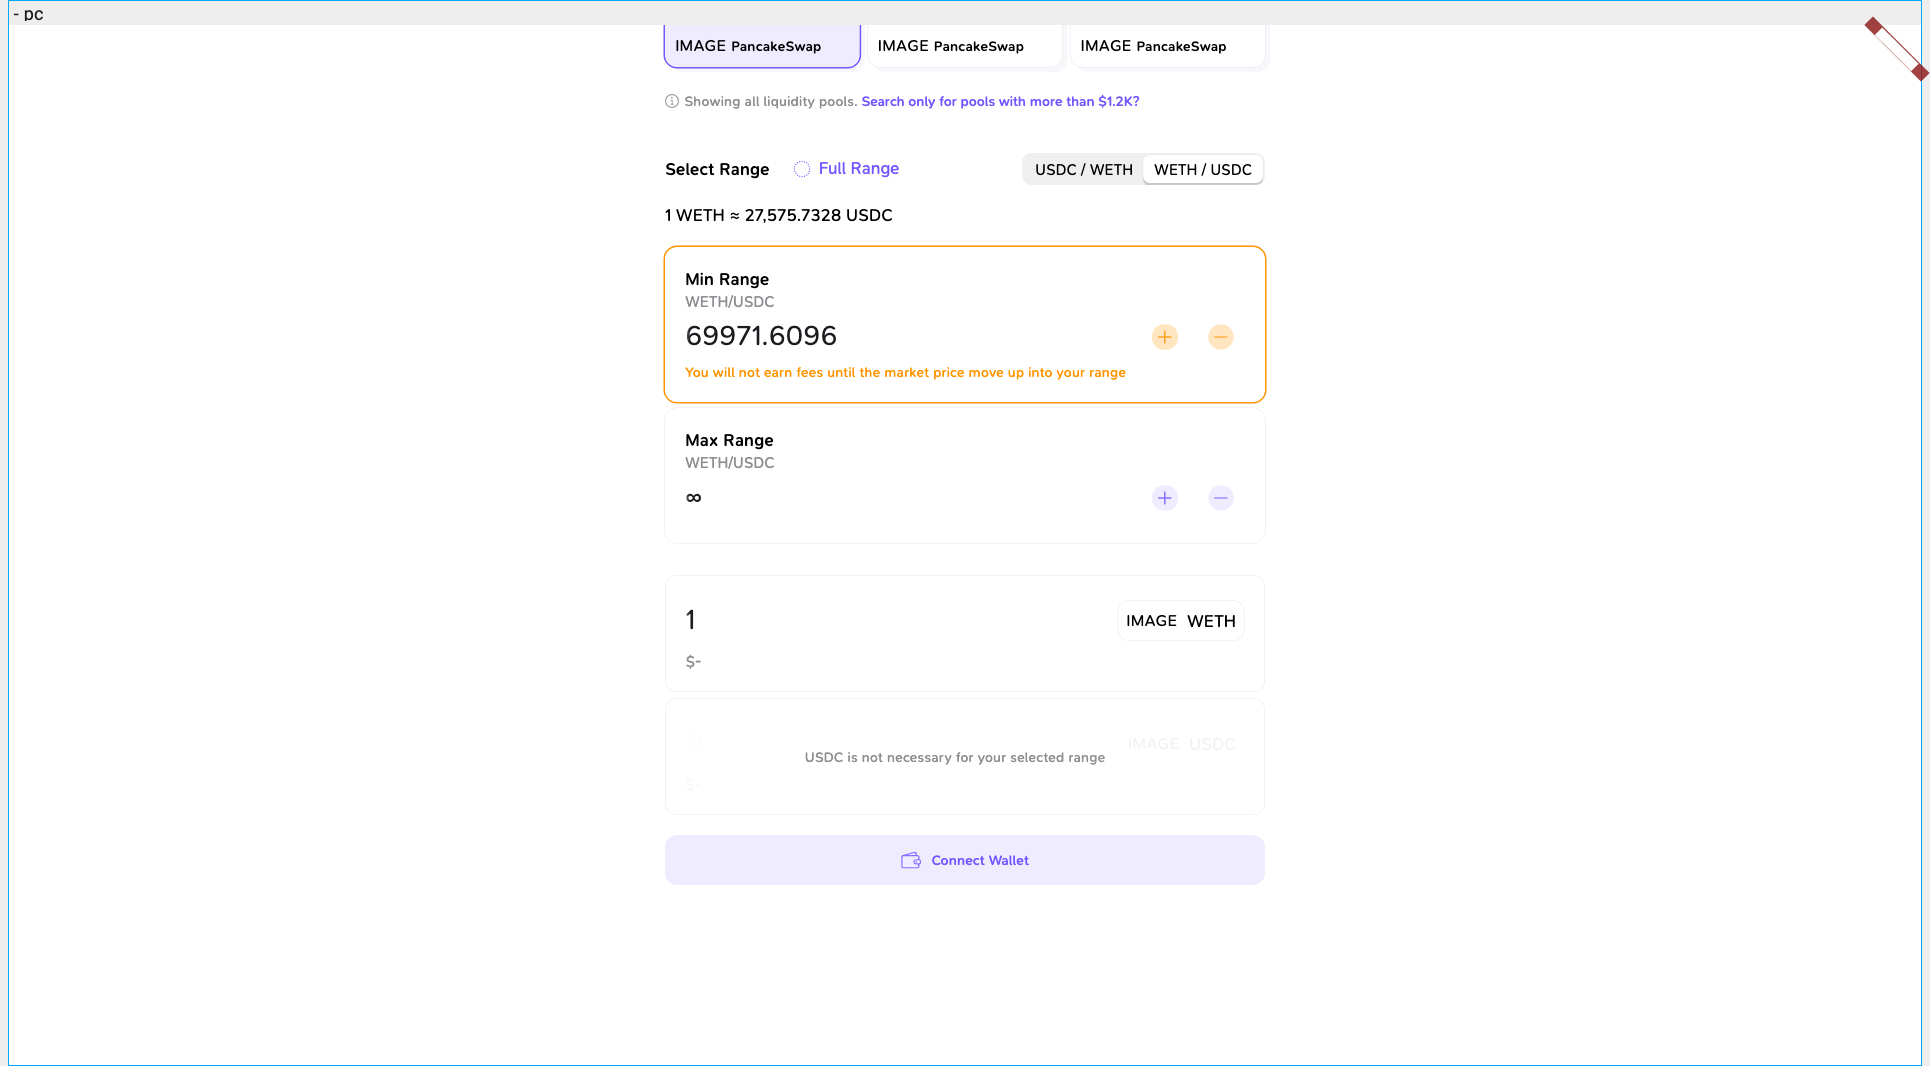 - pc
IMAGE PancakeSwap
IMAGE PancakeSwap
IMAGE PancakeSwap
Showing all liquidity pools. Search only for pools with more than $1.2K?
Select Range
Full Range
USDC / WETH
WETH / USDC
1 WETH ≈ 27,575.7328 USDC
Min Range
WETH/USDC
69971.6096
You will not earn fees until the market price move up into your range
Max Range
WETH/USDC
∞
1
IMAGE WETH
$-
0
IMAGE USDC
USDC is not necessary for your selected range
$-
Connect Wallet